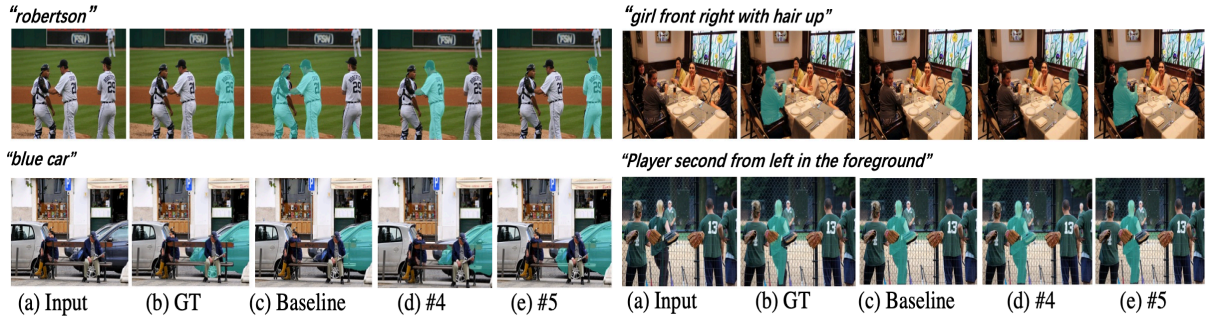 “robertson”
“girl front right with hair up”
“blue car”
“Player second from left in the foreground”
(a) Input
(b) GT
(c) Baseline
(d) #4
(e) #5
(a) Input
(b) GT
(c) Baseline
(d) #4
(e) #5